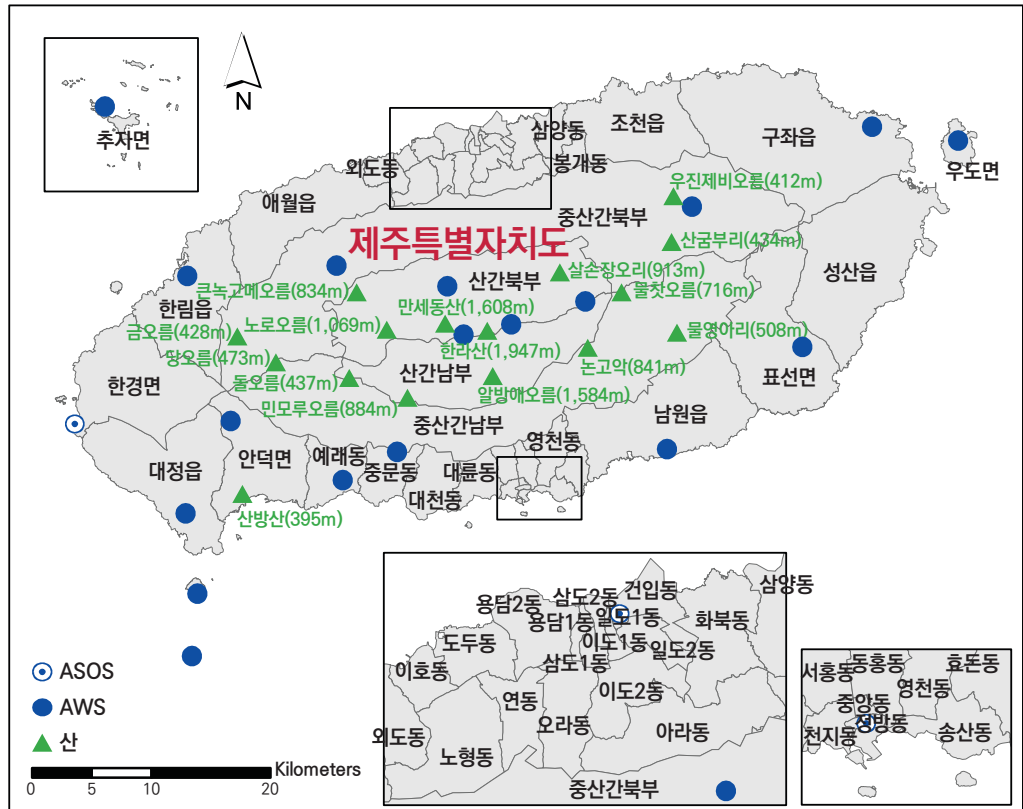 N
추자면
외도동
삼양동
조천읍
구좌읍
봉개동
우도면
애월읍
우진제비오름(412m)
중산간북부
제주특별자치도
산굼부리(434m)
성산읍
산간북부
살손장오리(913m)
큰녹고메오름(834m)
물찻오름(716m)
한림읍
만세동산(1,608m)
금오름(428m)
노로오름(1,069m)
물영아리(508m)
한라산(1,947m)
논고악(841m)
한경면
돌오름(437m)
산간남부
표선면
민모루오름(884m)
알방애오름(1,584m)
남원읍
중산간남부
영천동
대정읍
안덕면
예래동
중문동
대륜동
대천동
산방산(395m)
삼양동
건입동
삼도2동
용담2동
일도1동
화북동
용담1동
도두동
이도1동
일도2동
이호동
삼도1동
연동
이도2동
오라동
외도동
노형동
아라동
중산간북부
서홍동
동홍동
효돈동
영천동
중앙동
정방동
천지동
송산동
ASOS
AWS
산
Kilometers
0 5 10 20